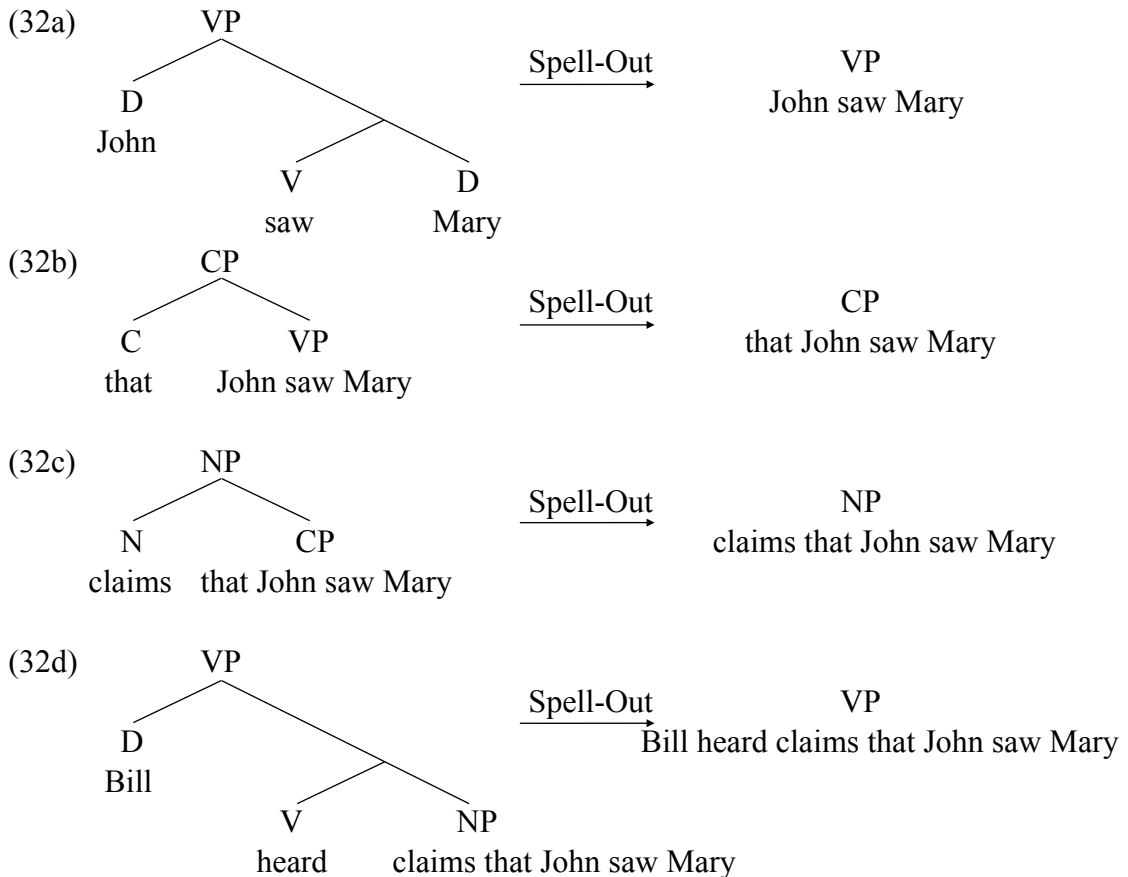 (32a) VP
Spell-Out VP
D John saw Mary
John
V D
saw Mary
(32b) CP
Spell-Out CP
C VP that John saw Mary
that John saw Mary
(32c) NP
Spell-Out NP
N CP claims that John saw Mary
claims that John saw Mary
(32d) VP
Spell-Out VP
D Bill heard claims that John saw Mary
Bill
V NP
heard claims that John saw Mary